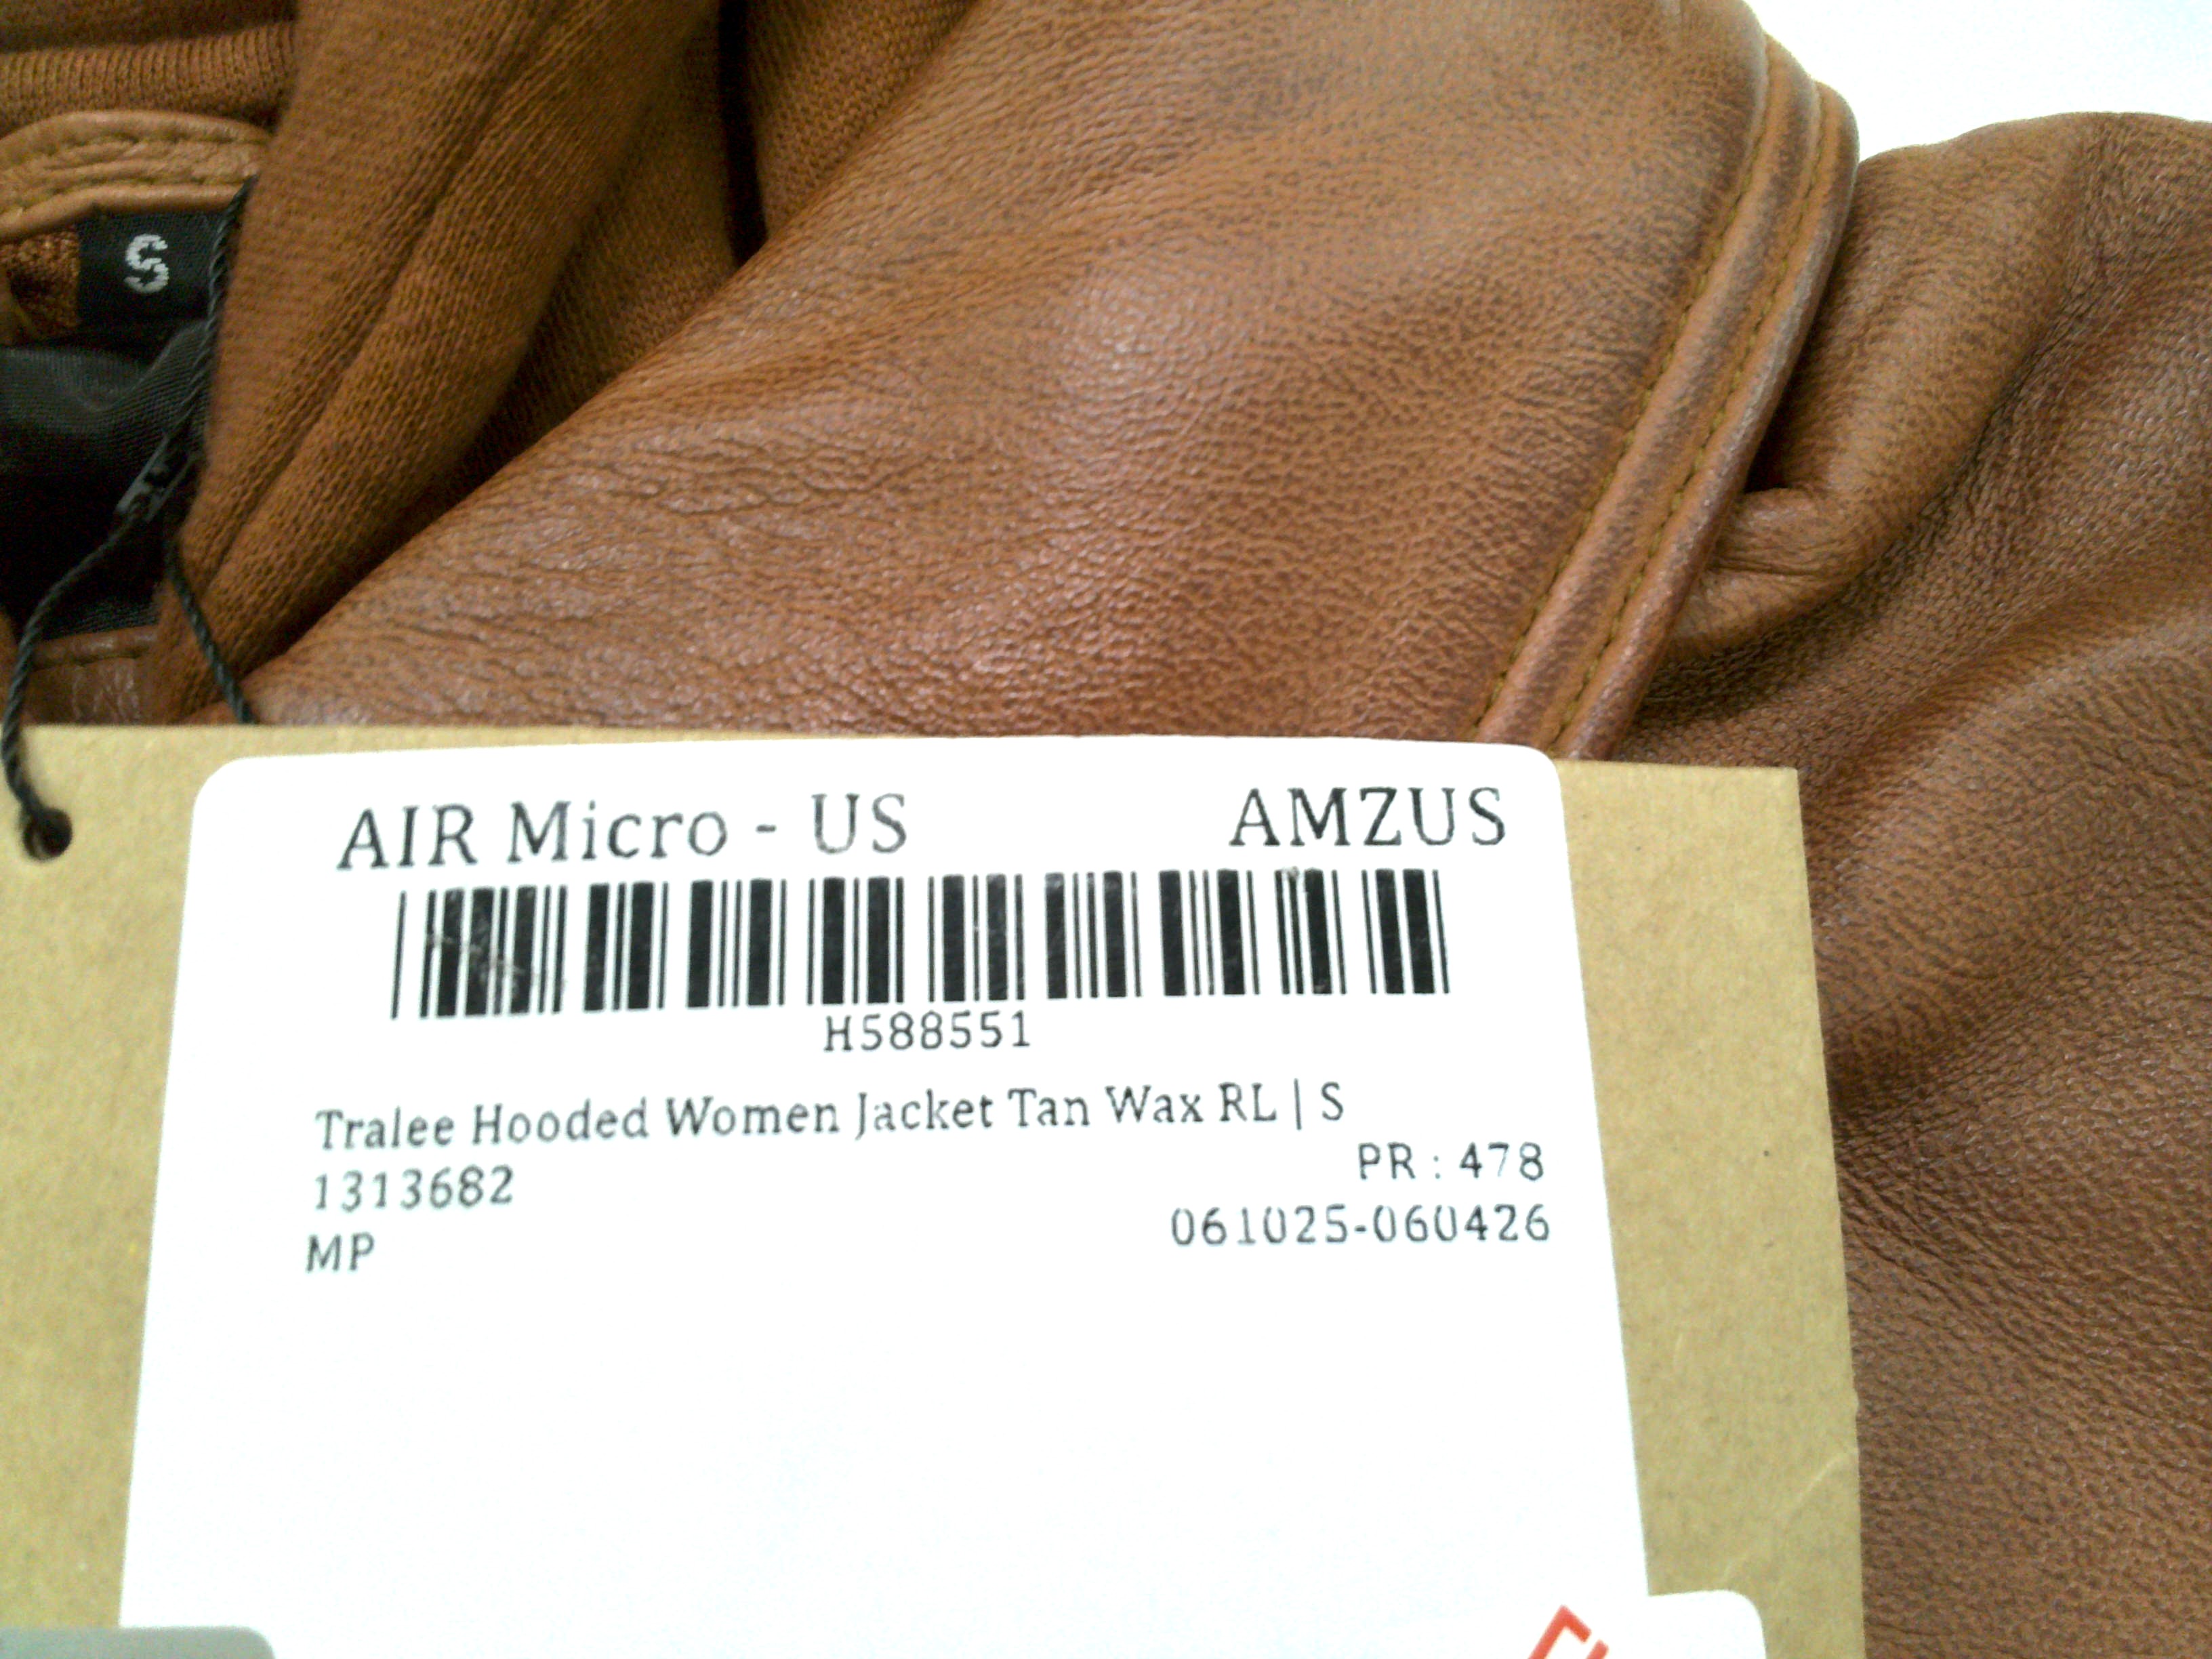 S
AIR Micro - US AMZUS
H588551
Tralee Hooded Women Jacket Tan Wax RL | S
1313682 PR : 478
MP 061025-060426